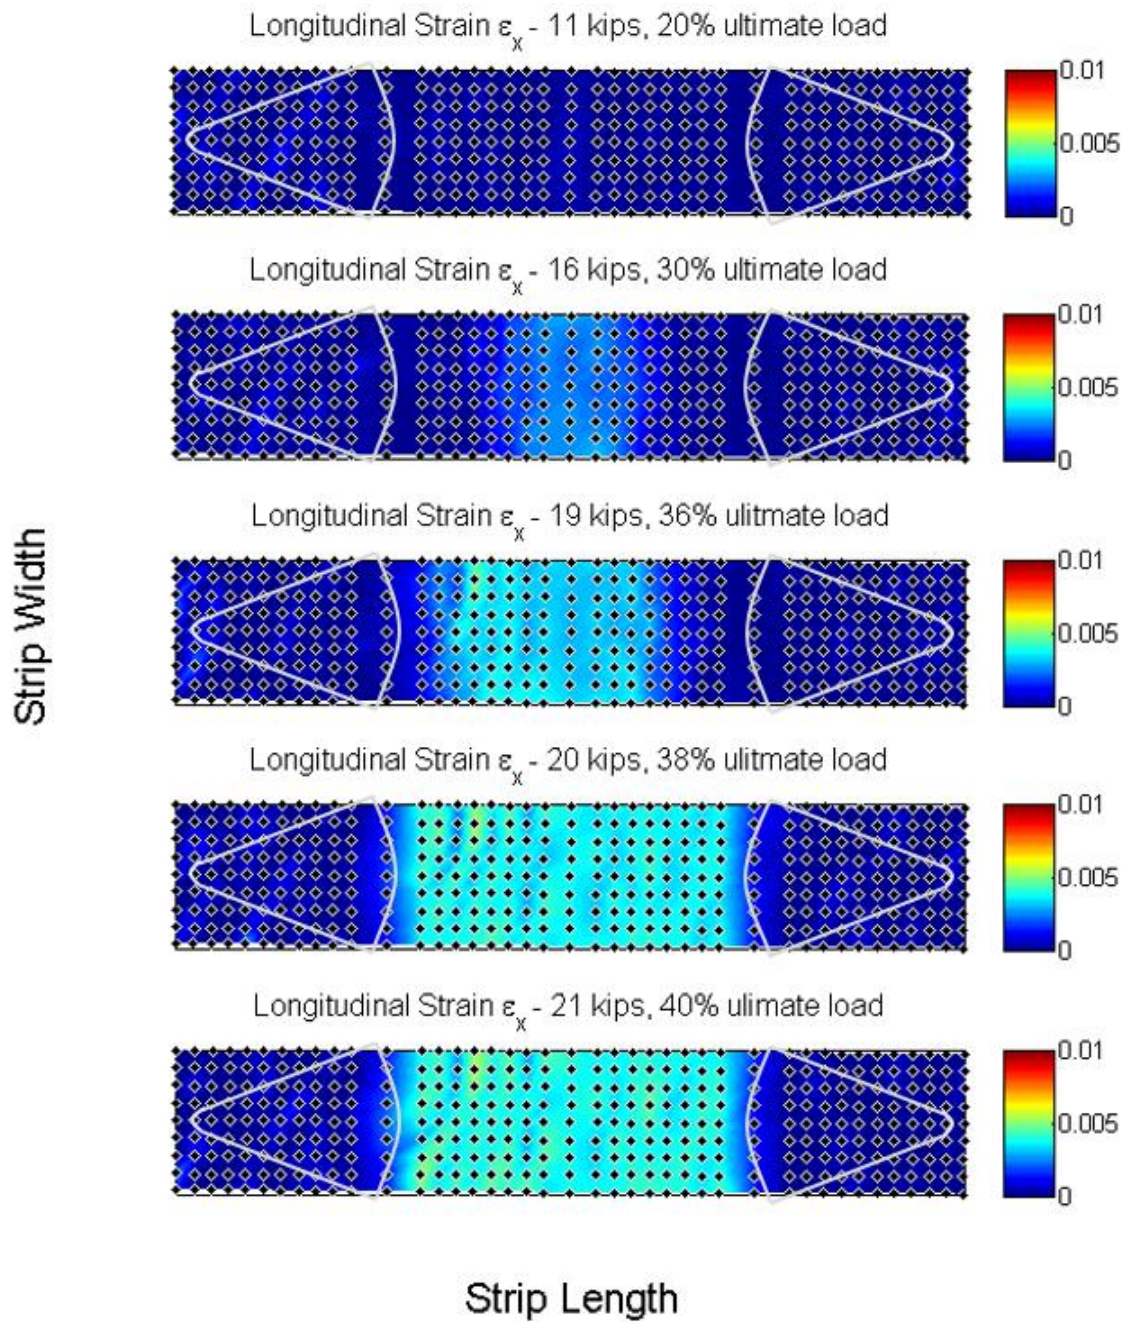 Longitudinal Strain εx - 11 kips, 20% ultimate load
0.01
0.005
0
Longitudinal Strain εx - 16 kips, 30% ultimate load
0.01
0.005
0
Longitudinal Strain εx - 19 kips, 36% ulitmate load
0.01
0.005
0
Strip Width
Longitudinal Strain εx - 20 kips, 38% ulitmate load
0.01
0.005
0
Longitudinal Strain εx - 21 kips, 40% ulimate load
0.01
0.005
0
Strip Length